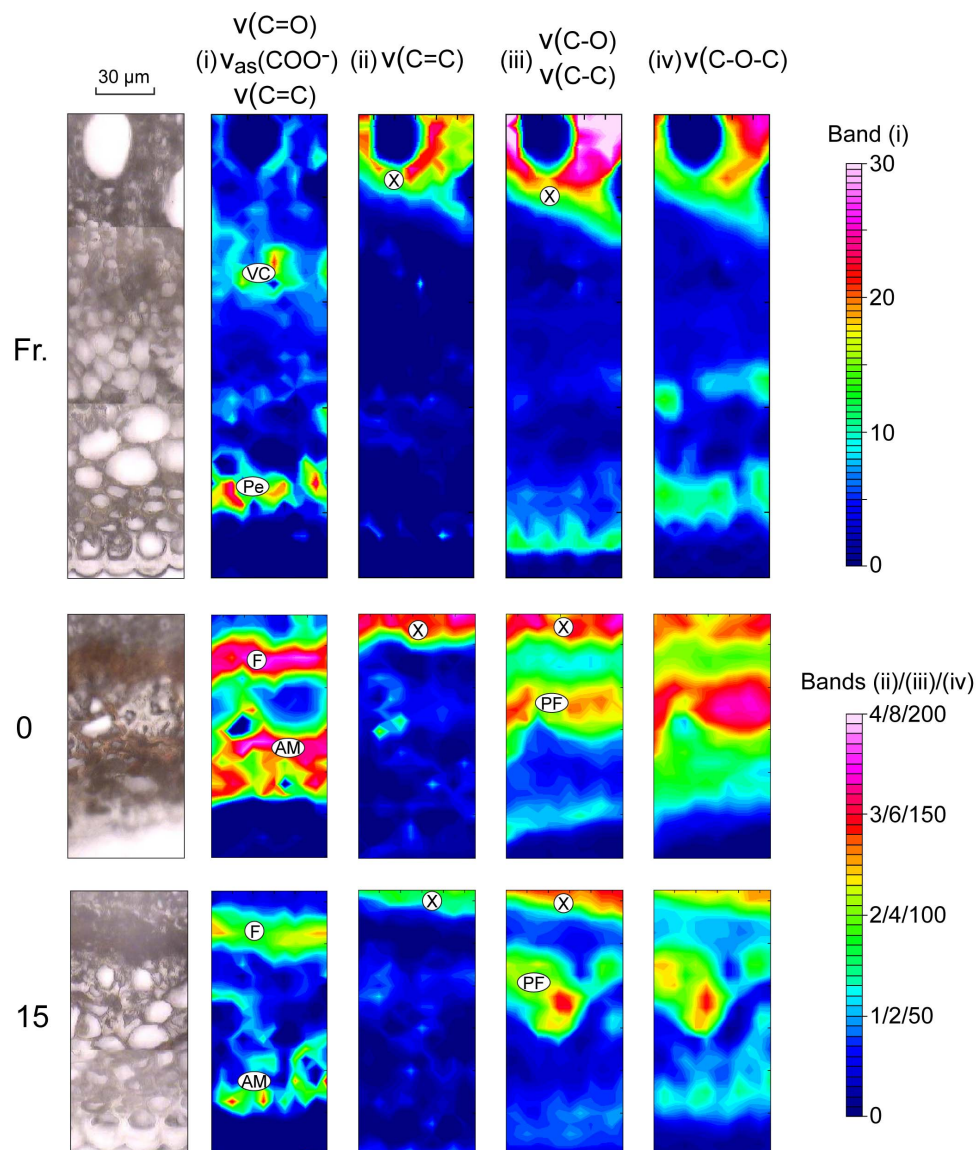 ν(C=O)
(i) νas(COO⁻)
ν(C=C)
(ii) ν(C=C)
(iii) ν(C-O)
ν(C-C)
(iv) ν(C-O-C)
30 µm
Fr.
VC
Pe
X
X
Band (i)
30
20
10
0
0
F
AM
X
X
PF
15
F
AM
X
X
PF
Bands (ii)/(iii)/(iv)
4/8/200
3/6/150
2/4/100
1/2/50
0